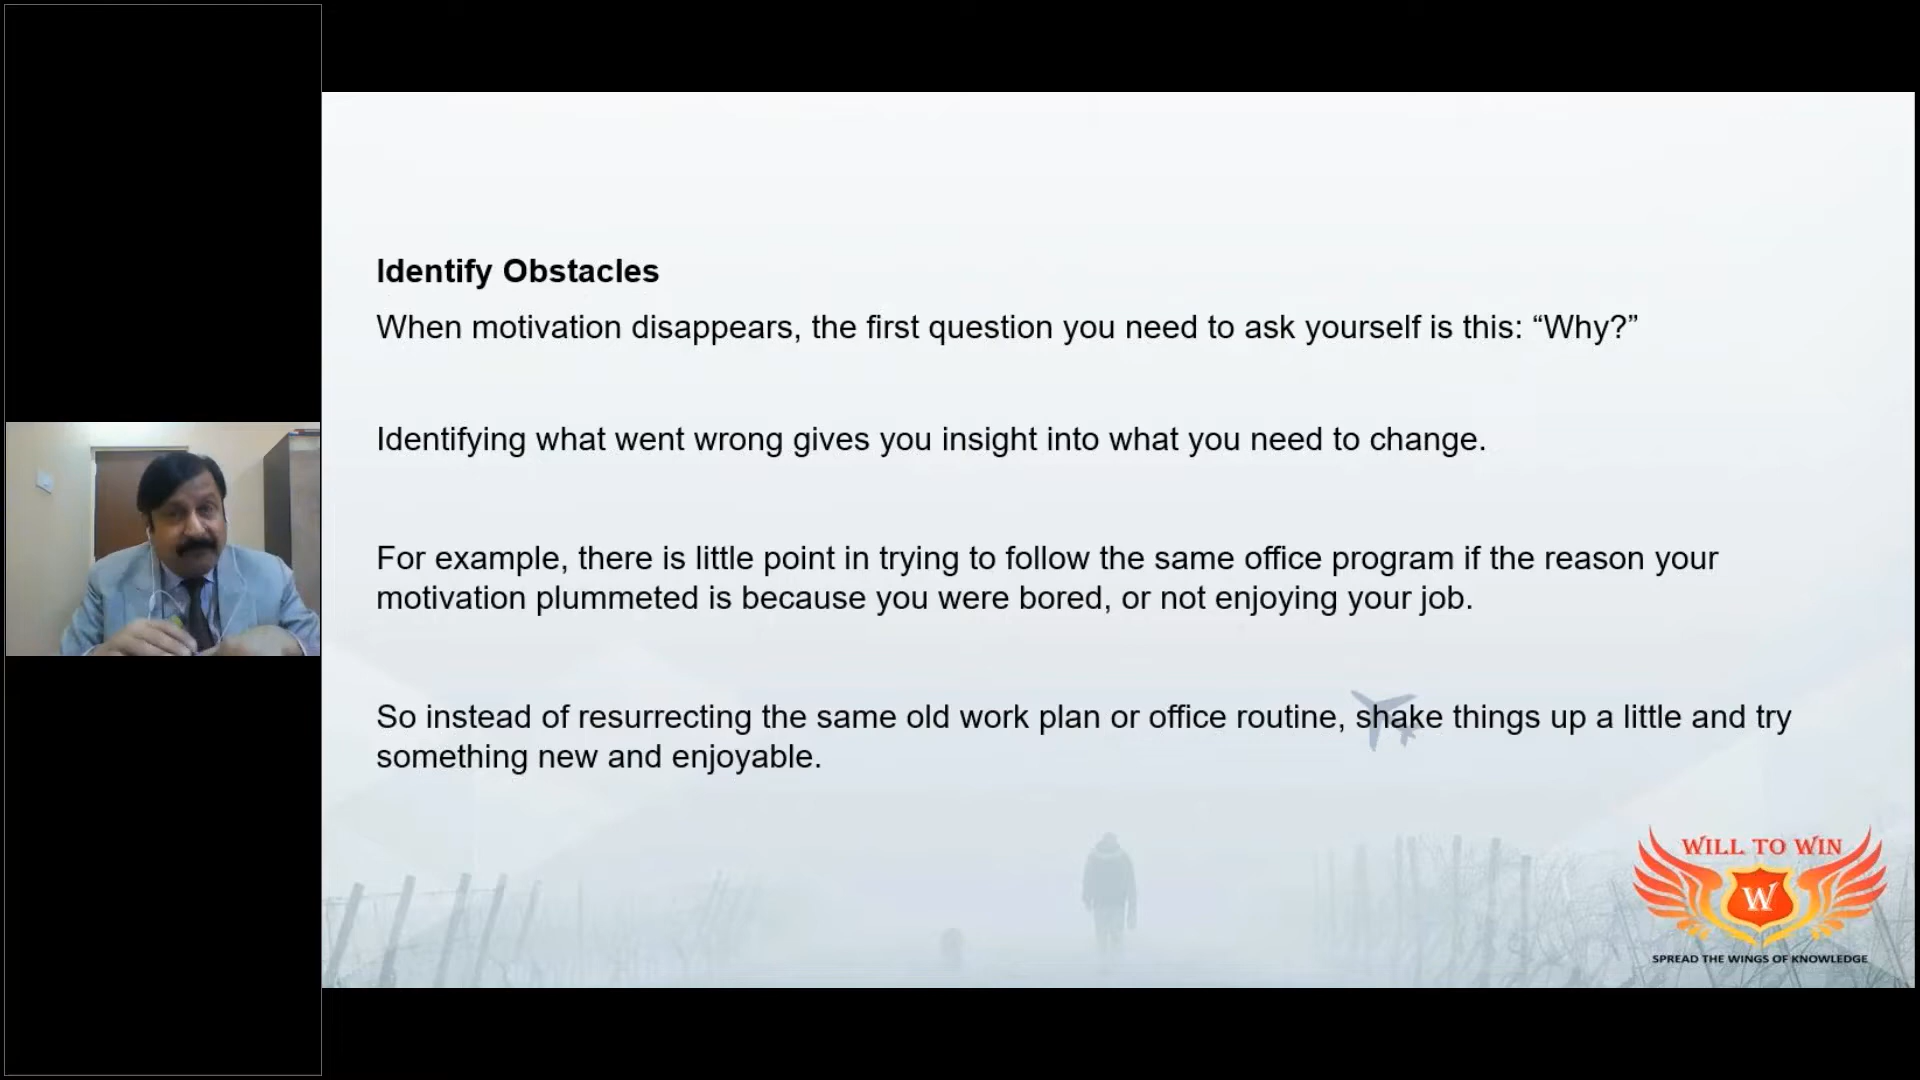 Identify Obstacles
When motivation disappears, the first question you need to ask yourself is this: “Why?”
Identifying what went wrong gives you insight into what you need to change.
For example, there is little point in trying to follow the same office program if the reason your
motivation plummeted is because you were bored, or not enjoying your job.
So instead of resurrecting the same old work plan or office routine, shake things up a little and try
something new and enjoyable.
WILL TO WIN
W
SPREAD THE WINGS OF KNOWLEDGE